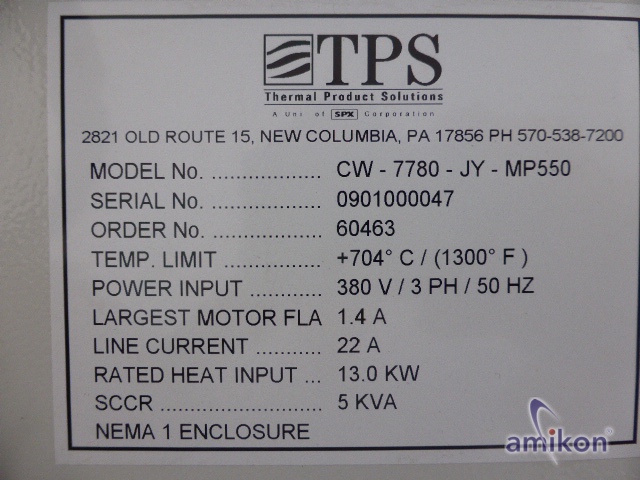 TPS
Thermal Product Solutions
A Unit of SPX Corporation
2821 OLD ROUTE 15, NEW COLUMBIA, PA 17856 PH 570-538-7200
MODEL No. .................. CW - 7780 - JY - MP550
SERIAL No. .................. 0901000047
ORDER No. .................. 60463
TEMP. LIMIT ............... +704° C / (1300° F )
POWER INPUT ........... 380 V / 3 PH / 50 HZ
LARGEST MOTOR FLA 1.4 A
LINE CURRENT .......... 22 A
RATED HEAT INPUT ... 13.0 KW
SCCR ......................... 5 KVA
NEMA 1 ENCLOSURE
amikon®